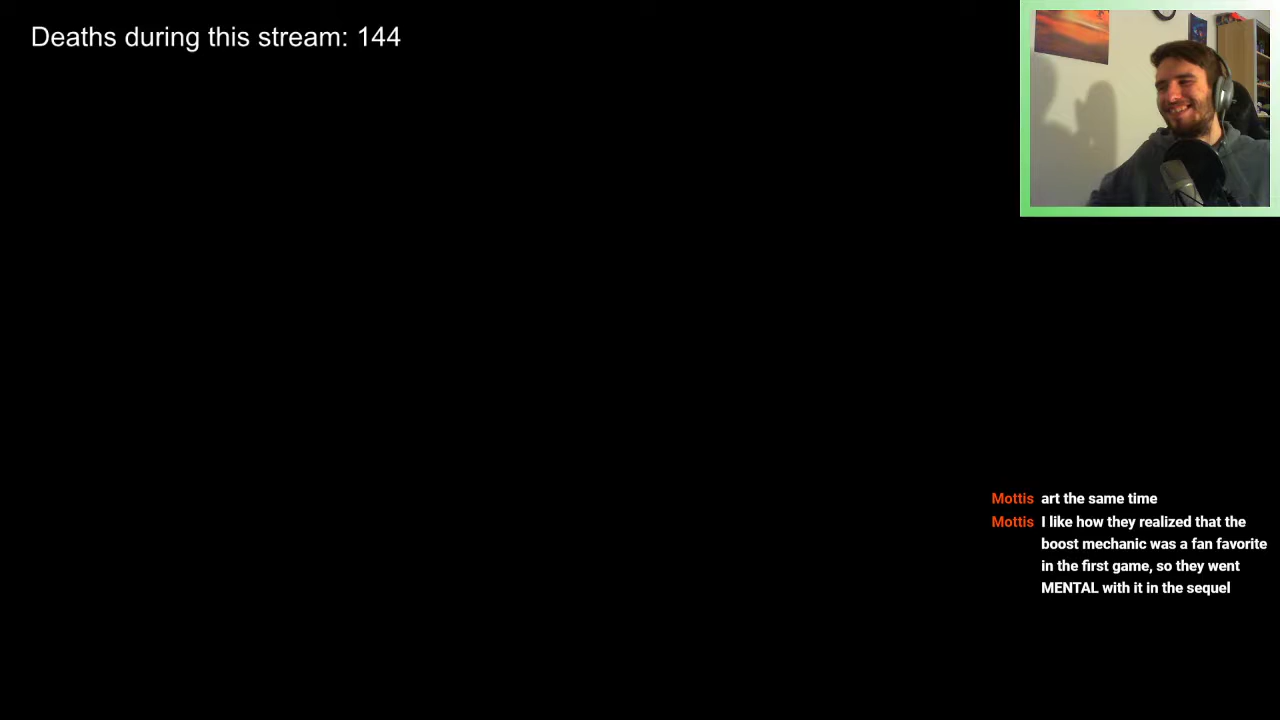 Deaths during this stream: 144
Mottis art the same time
Mottis I like how they realized that the
boost mechanic was a fan favorite
in the first game, so they went
MENTAL with it in the sequel